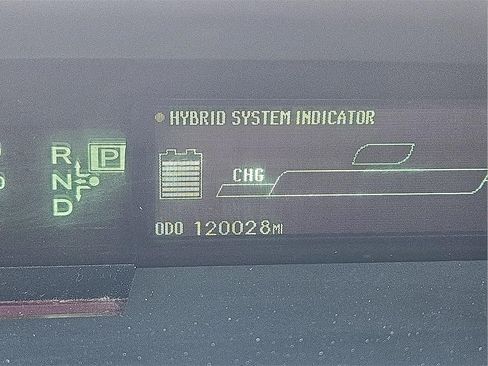 HYBRID SYSTEM INDICATOR
R P
N
D
CHG
ODO 120028MI